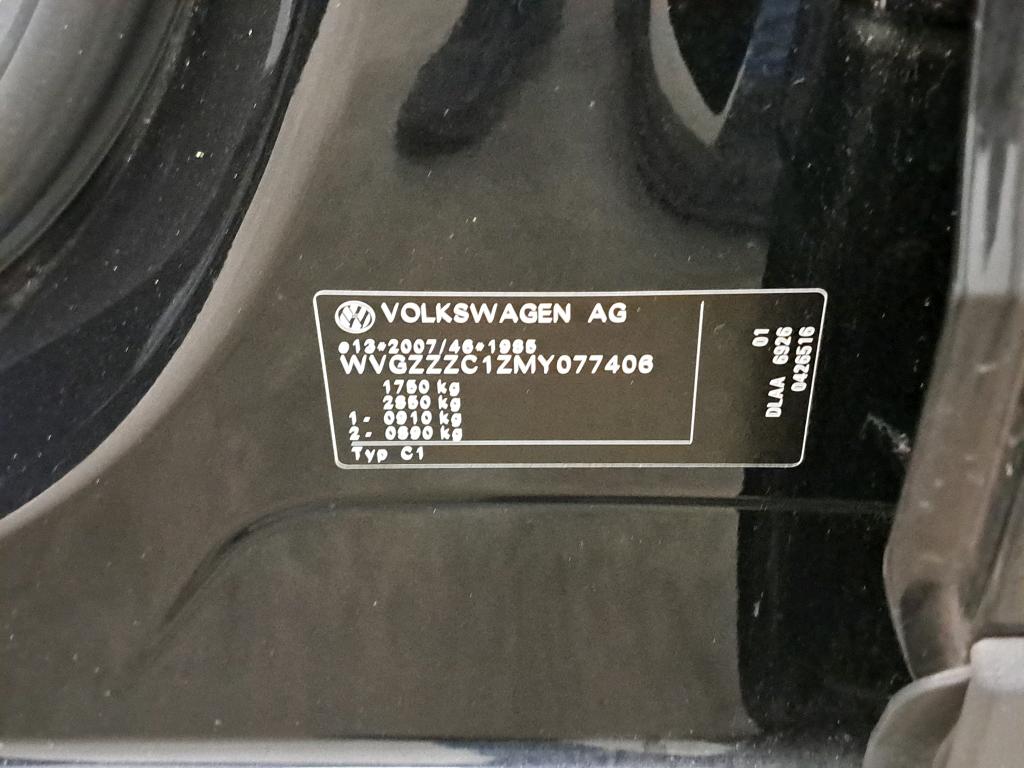 VOLKSWAGEN AG
e13*2007/46*1985
WVGZZZC1ZMY077406
1750 kg
2850 kg
1- 0910 kg
2- 0890 kg
Typ C1
01
DLAA 6926
0426516